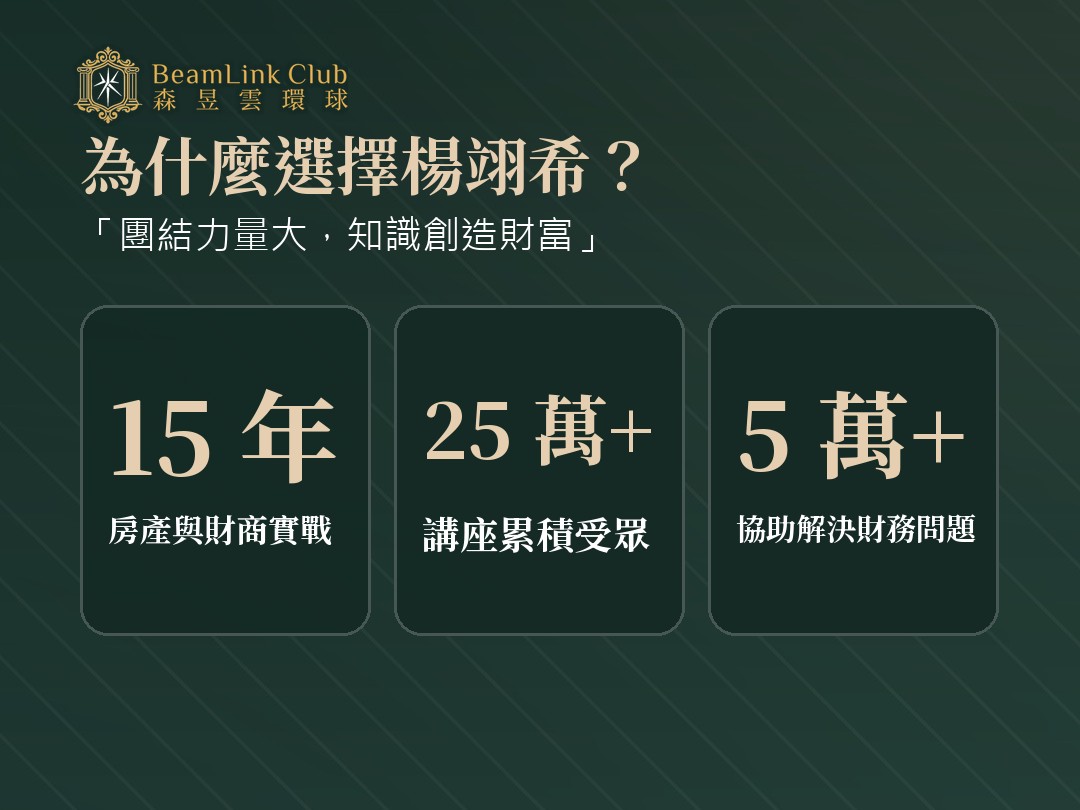 BeamLink Club
森昱雲環球
為什麼選擇楊翊希？
「團結力量大，知識創造財富」
15 年
房產與財商實戰
25 萬+
講座累積受眾
5 萬+
協助解決財務問題